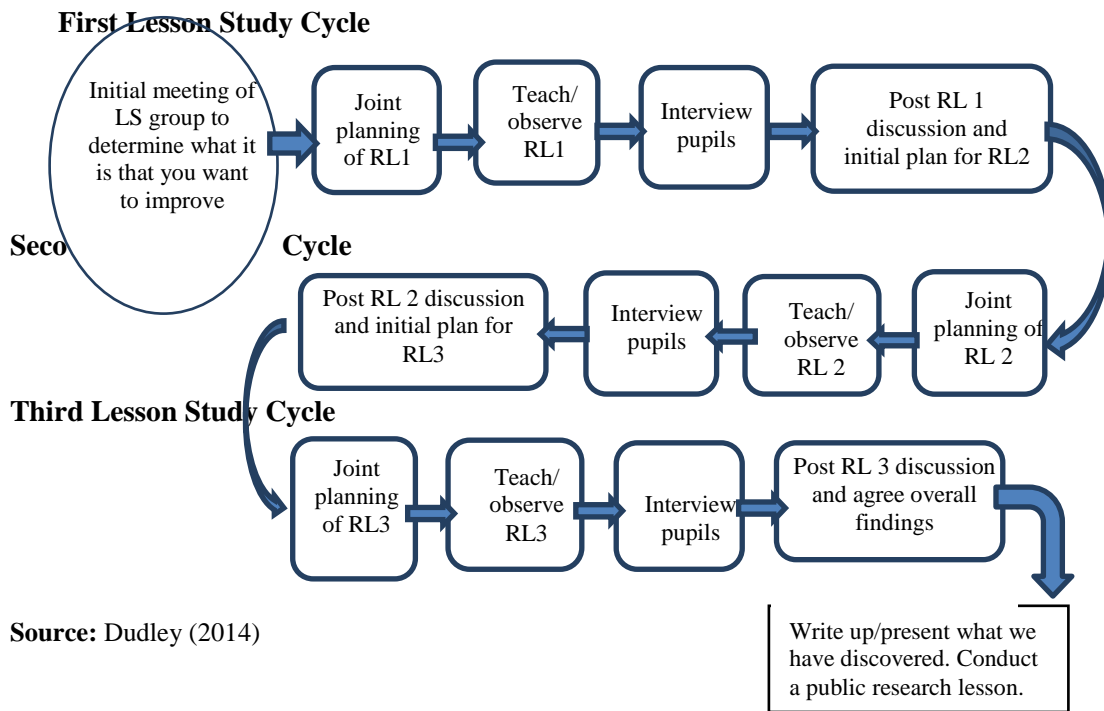 First Lesson Study Cycle
Initial meeting of
LS group to
determine what it
is that you want
to improve
Joint
planning
of RL1
Teach/
observe
RL1
Interview
pupils
Post RL 1
discussion and
initial plan for RL2
Seco
Cycle
Joint
planning of
RL 2
Teach/
observe
RL 2
Interview
pupils
Post RL 2 discussion
and initial plan for
RL3
Third Lesson Study Cycle
Joint
planning
of RL3
Teach/
observe
RL3
Interview
pupils
Post RL 3 discussion
and agree overall
findings
Write up/present what we
have discovered. Conduct
a public research lesson.
Source: Dudley (2014)